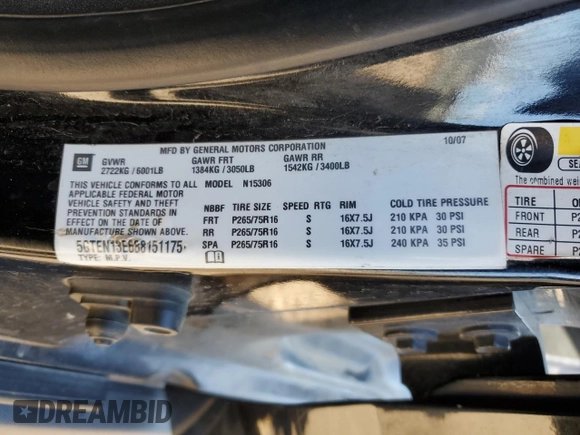 MFD BY GENERAL MOTORS CORPORATION 10/07
GM GVWR GAWR FRT GAWR RR
2722KG / 6001LB 1384KG / 3050LB 1542KG / 3400LB
THIS VEHICLE CONFORMS TO ALL MODEL N15306
APPLICABLE FEDERAL MOTOR
VEHICLE SAFETY AND THEFT
PREVENTION STANDARDS IN
EFFECT ON THE DATE OF
MANUFACTURE SHOWN ABOVE.
TYPE: M.P.V.
NBBF TIRE SIZE SPEED RTG RIM COLD TIRE PRESSURE
FRT P265/75R16 S 16X7.5J 210 KPA 30 PSI
RR P265/75R16 S 16X7.5J 210 KPA 30 PSI
SPA P265/75R16 S 16X7.5J 240 KPA 35 PSI
TIRE
FRONT
REAR
SPARE
DREAMBID